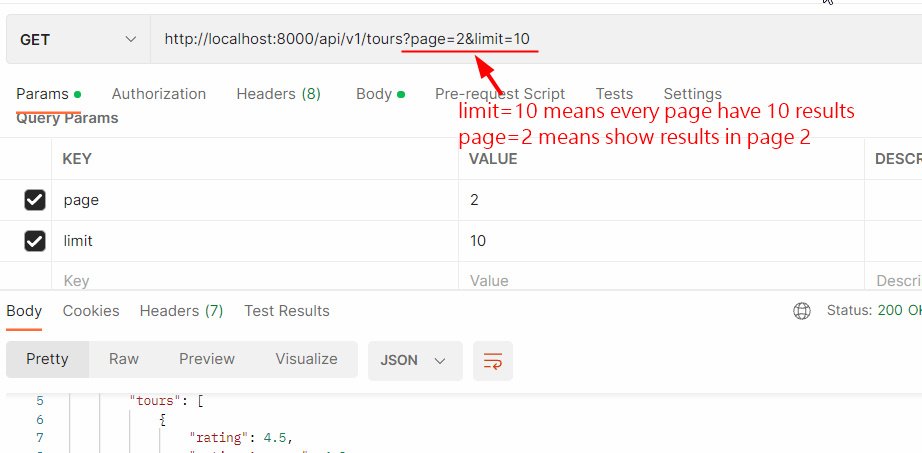 GET http://localhost:8000/api/v1/tours?page=2&limit=10
Params Authorization Headers (8) Body Pre-request Script Tests Settings
limit=10 means every page have 10 results
page=2 means show results in page 2
Query Params
KEY VALUE DESCR
page 2
limit 10
Key Value Descri
Body Cookies Headers (7) Test Results Status: 200 OK
Pretty Raw Preview Visualize JSON
5 "tours": [
6 {
7 "rating": 4.5,